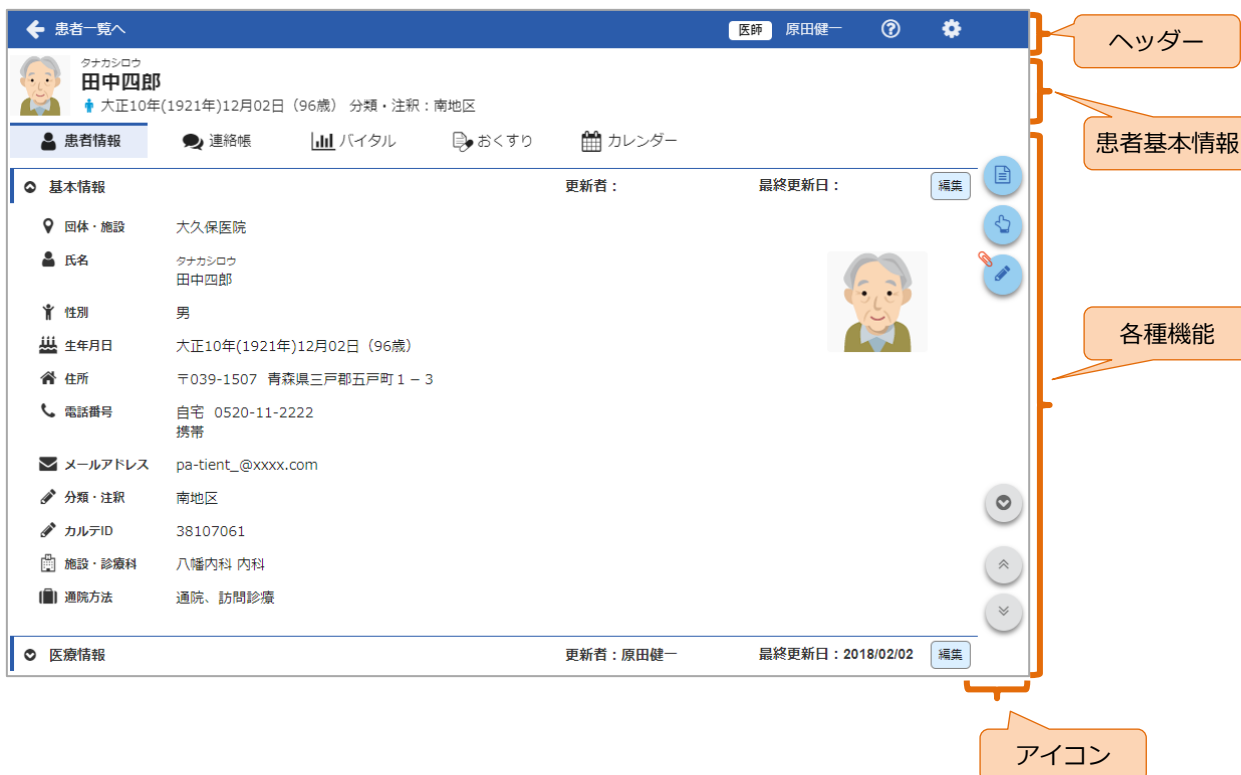 患者一覧へ 医師 原田健一
ヘッダー
タナカシロウ
田中四郎
大正10年(1921年)12月02日（96歳） 分類・注釈：南地区
患者基本情報
患者情報 連絡帳 バイタル おくすり カレンダー
基本情報 更新者： 最終更新日： 編集
団体・施設 大久保医院
氏名 タナカシロウ
田中四郎
性別 男
生年月日 大正10年(1921年)12月02日（96歳）
各種機能
住所 〒039-1507 青森県三戸郡五戸町１－３
電話番号 自宅 0520-11-2222
携帯
メールアドレス pa-tient_@xxxx.com
分類・注釈 南地区
カルテID 38107061
施設・診療科 八幡内科 内科
通院方法 通院、訪問診療
医療情報 更新者：原田健一 最終更新日：2018/02/02 編集
アイコン